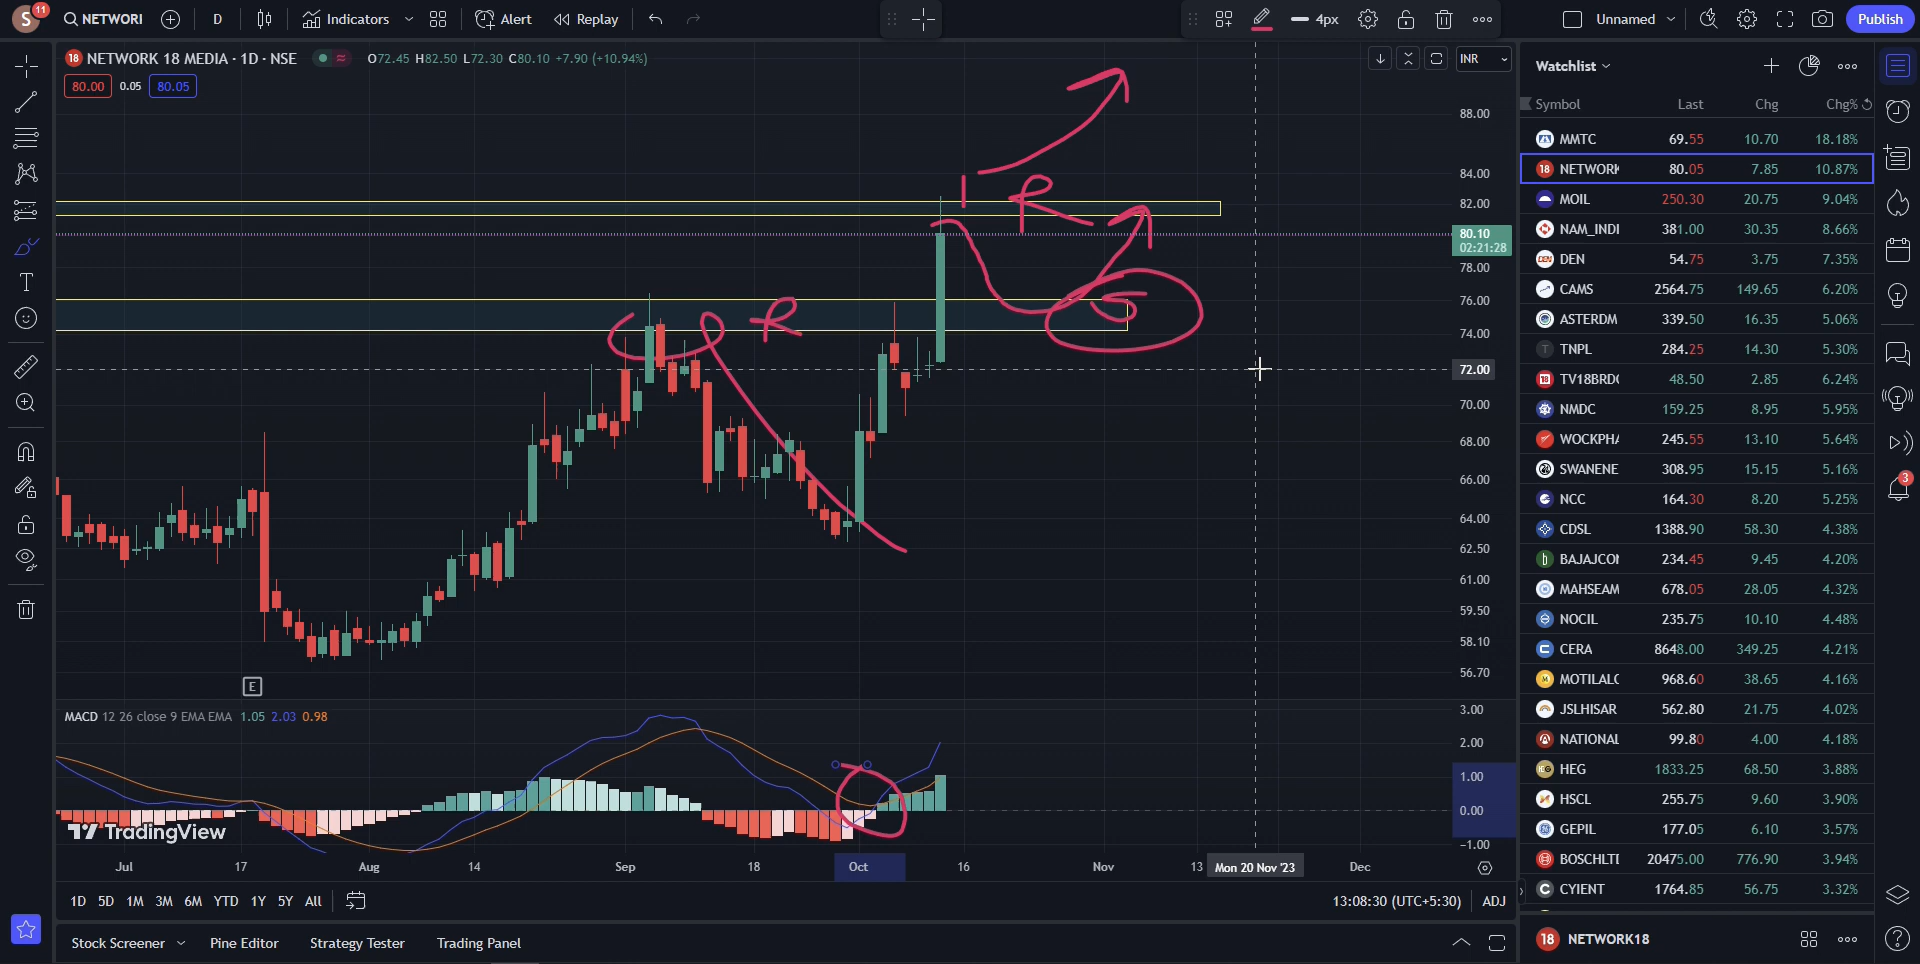 S 11 NETWORI D Indicators Alert Replay 4px Unnamed Publish
18 NETWORK 18 MEDIA · 1D · NSE O72.45 H82.50 L72.30 C80.10 +7.90 (+10.94%) INR
80.00 0.05 80.05
R
R
S
88.00
84.00
82.00
80.10
02:21:28
78.00
76.00
74.00
72.00
70.00
68.00
66.00
64.00
62.50
61.00
59.50
58.10
56.70
E
MACD 12 26 close 9 EMA EMA 1.05 2.03 0.98
3.00
2.00
1.00
0.00
−1.00
TradingView
Jul 17 Aug 14 Sep 18 Oct 16 Nov 13 Mon 20 Nov '23 Dec
1D 5D 1M 3M 6M YTD 1Y 5Y All 13:08:30 (UTC+5:30) ADJ
Stock Screener Pine Editor Strategy Tester Trading Panel
Watchlist
Symbol Last Chg Chg%
MMTC 69.55 10.70 18.18%
18 NETWORK 80.05 7.85 10.87%
MOIL 250.30 20.75 9.04%
NAM_INDI 381.00 30.35 8.66%
DEN 54.75 3.75 7.35%
CAMS 2564.75 149.65 6.20%
ASTERDM 339.50 16.35 5.06%
T TNPL 284.25 14.30 5.30%
18 TV18BRD 48.50 2.85 6.24%
NMDC 159.25 8.95 5.95%
WOCKPHA 245.55 13.10 5.64%
SWANENE 308.95 15.15 5.16%
NCC 164.30 8.20 5.25%
CDSL 1388.90 58.30 4.38%
BAJAJCON 234.45 9.45 4.20%
MAHSEAM 678.05 28.05 4.32%
NOCIL 235.75 10.10 4.48%
CERA 8648.00 349.25 4.21%
MOTILALO 968.60 38.65 4.16%
JSLHISAR 562.80 21.75 4.02%
NATIONAL 99.80 4.00 4.18%
HEG 1833.25 68.50 3.88%
HSCL 255.75 9.60 3.90%
GEPIL 177.05 6.10 3.57%
BOSCHLTD 20475.00 776.90 3.94%
C CYIENT 1764.85 56.75 3.32%
18 NETWORK18
3